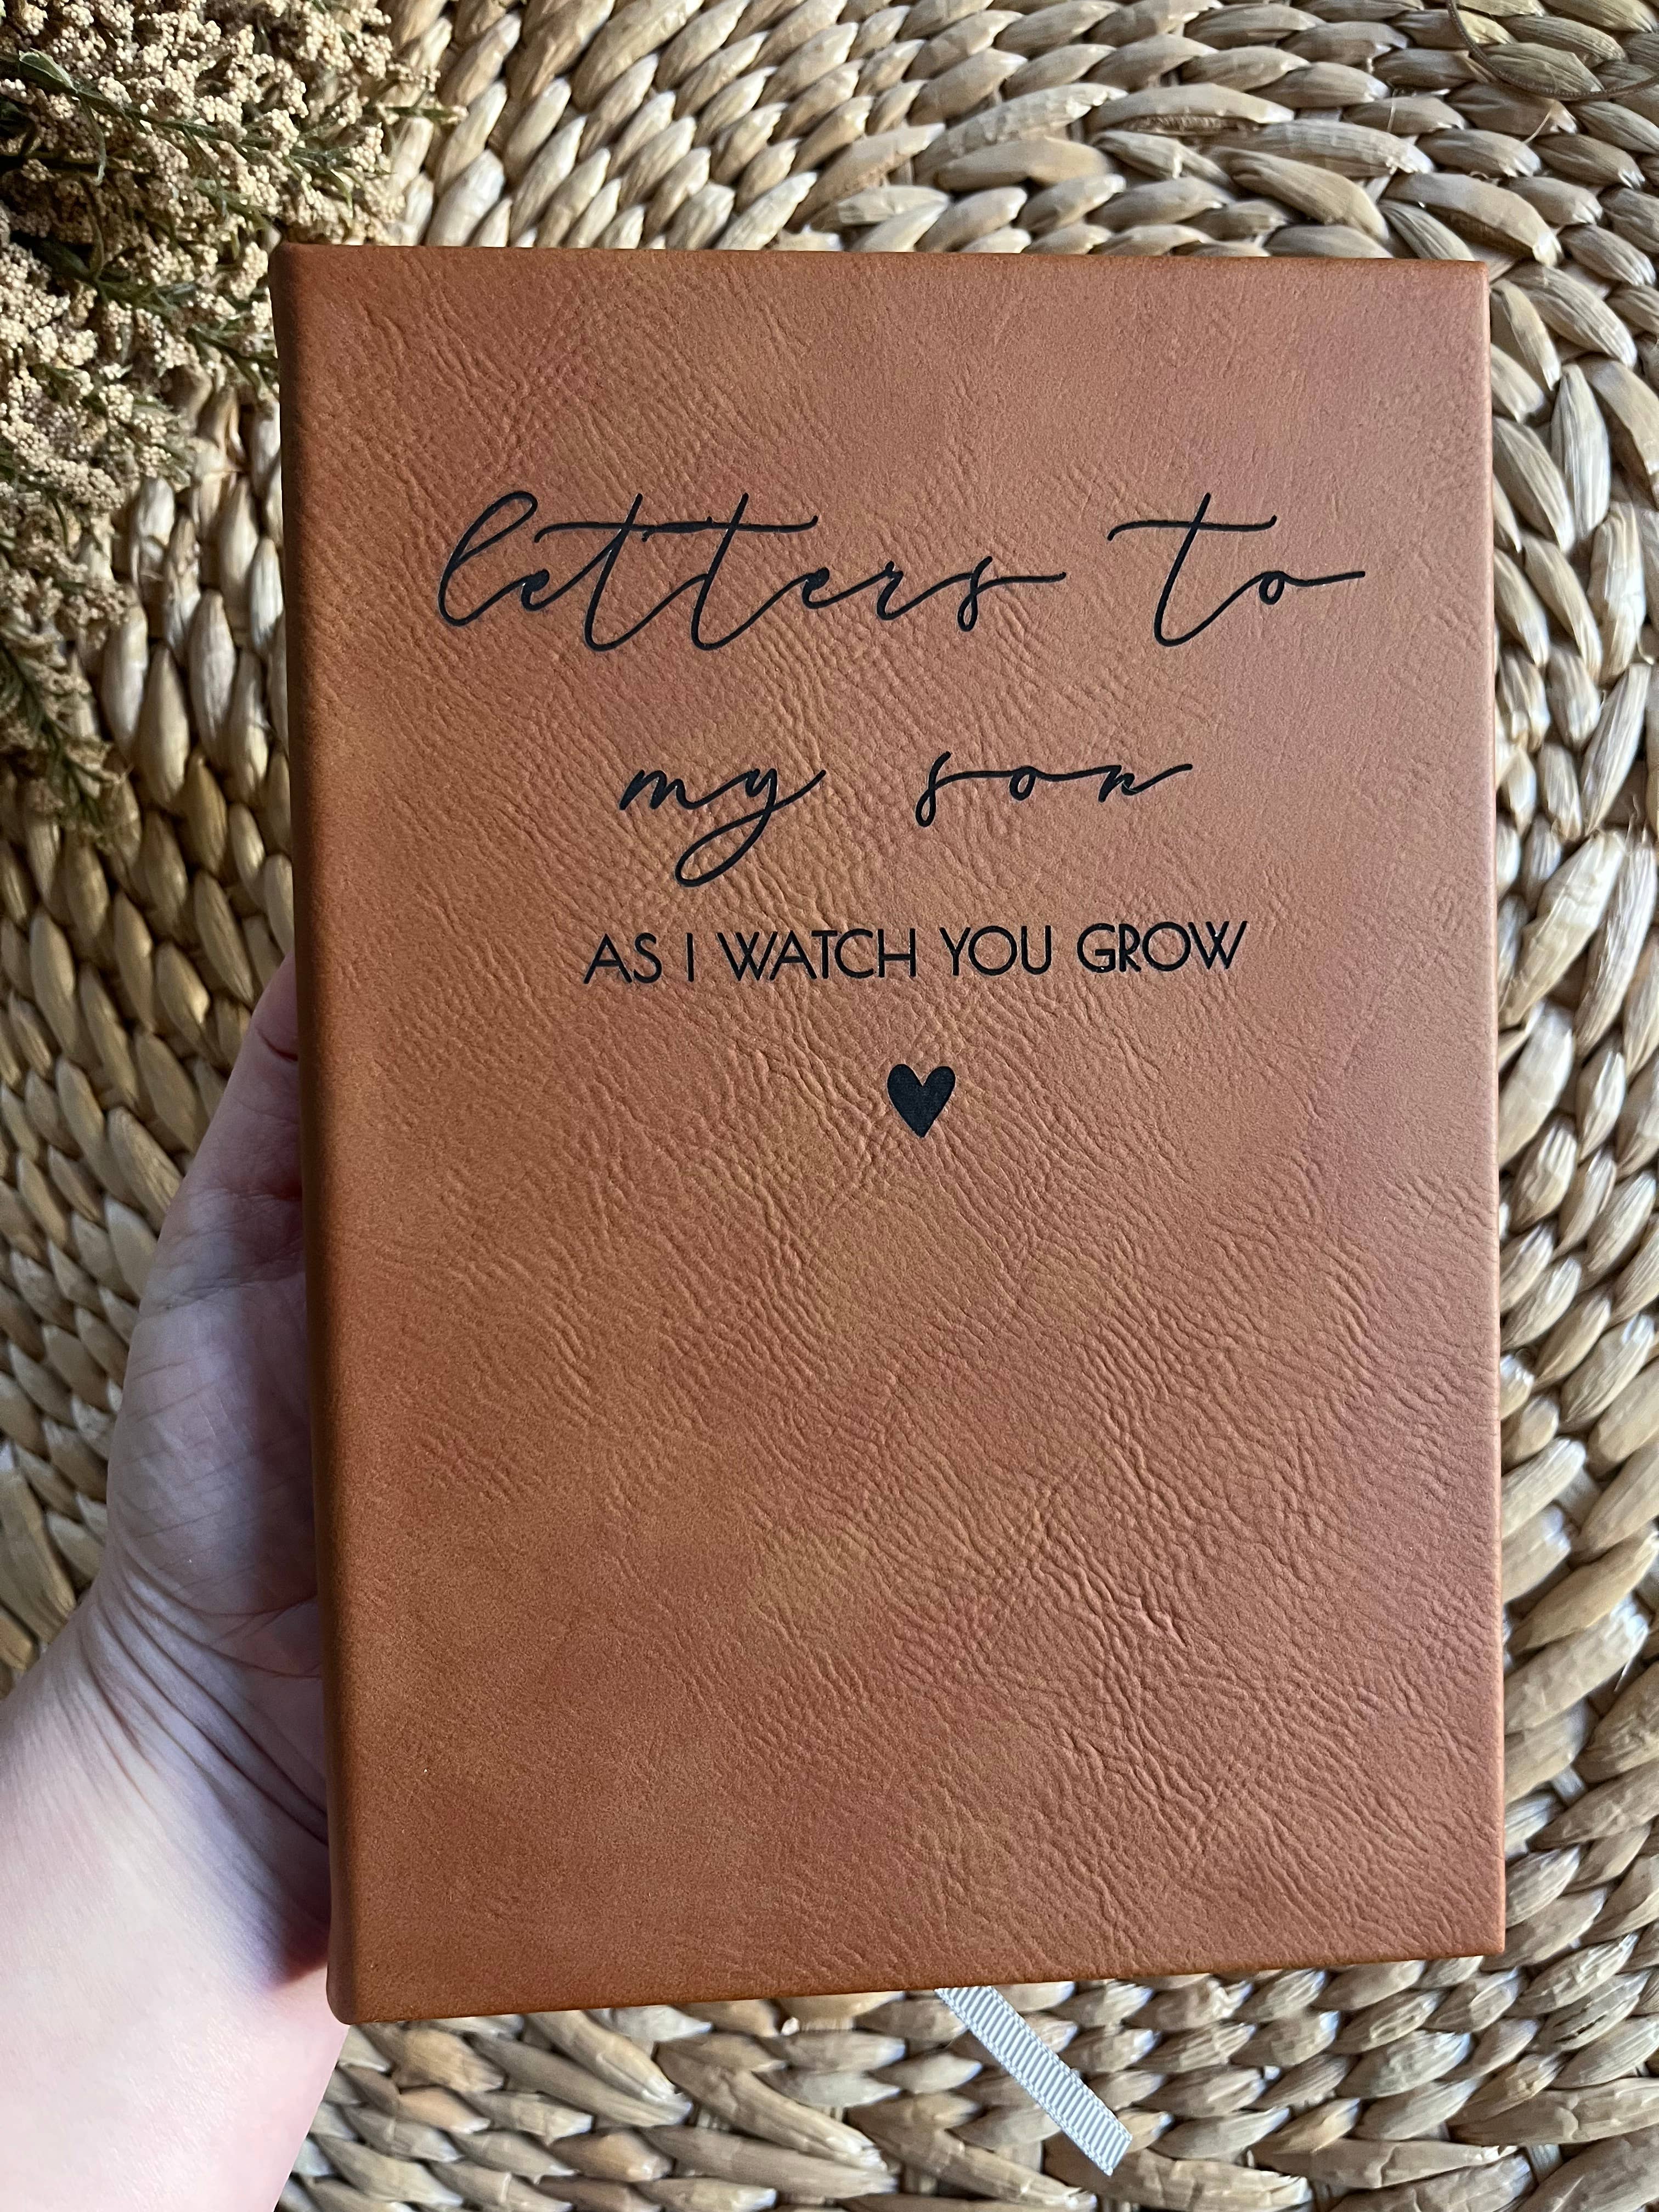 letters to
my son
AS I WATCH YOU GROW